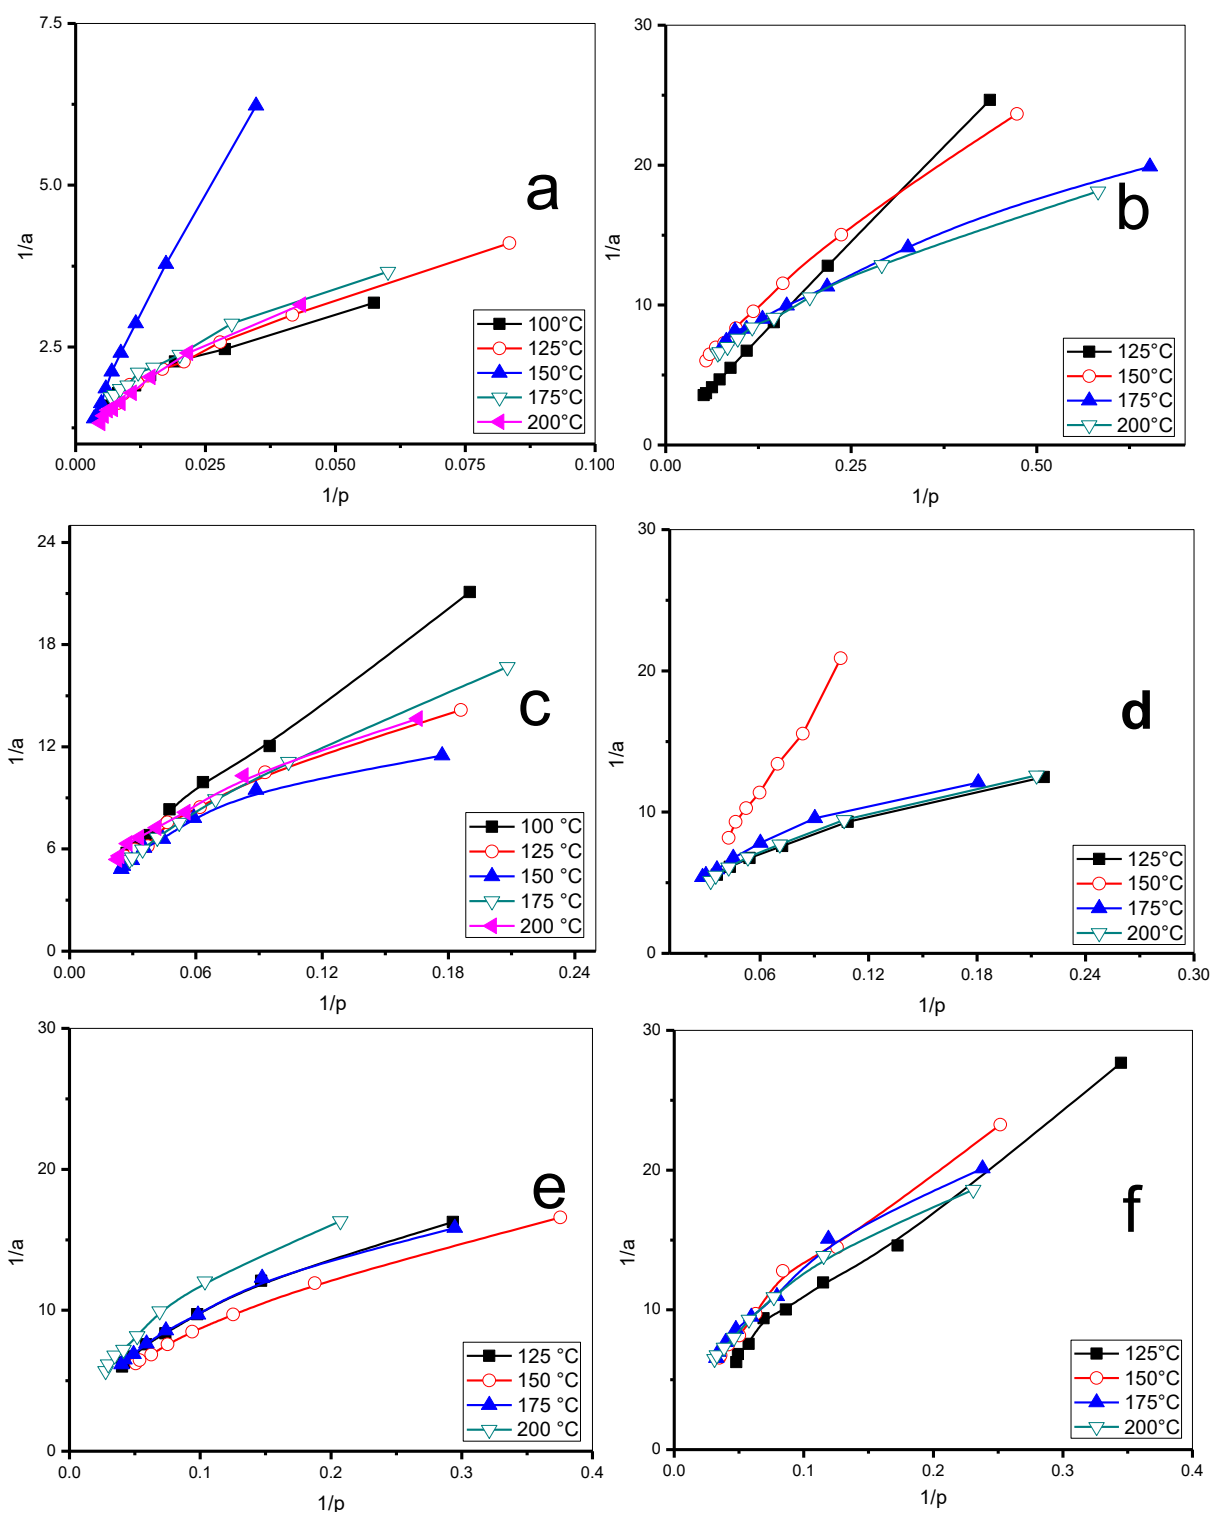 7.5
5.0
2.5
1/a
a
100°C
125°C
150°C
175°C
200°C
0.000
0.025
0.050
0.075
0.100
1/p
30
20
10
0
1/a
b
125°C
150°C
175°C
200°C
0.00
0.25
0.50
1/p
24
18
12
6
0
1/a
c
100 °C
125 °C
150 °C
175 °C
200 °C
0.00
0.06
0.12
0.18
0.24
1/p
30
20
10
0
1/a
d
125°C
150°C
175°C
200°C
0.06
0.12
0.18
0.24
0.30
1/p
30
20
10
0
1/a
e
125 °C
150 °C
175 °C
200 °C
0.0
0.1
0.2
0.3
0.4
1/p
30
20
10
0
1/a
f
125°C
150°C
175°C
200°C
0.0
0.1
0.2
0.3
0.4
1/p